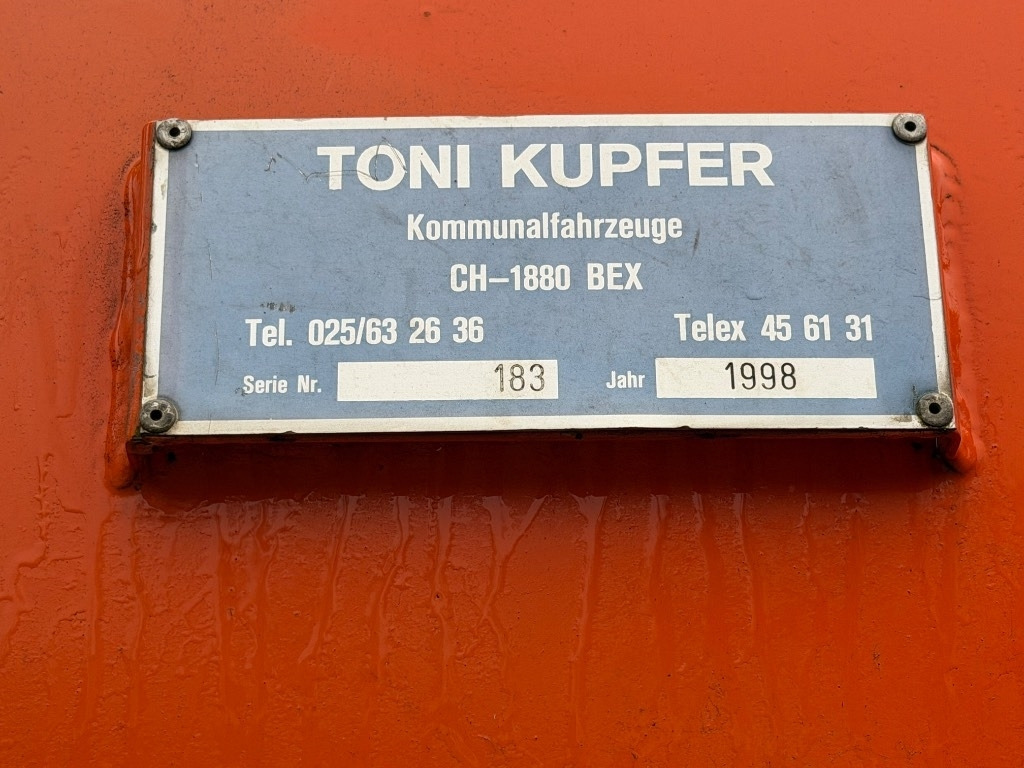 TONI KUPFER
Kommunalfahrzeuge
CH-1880 BEX
Tel. 025/63 26 36 Telex 45 61 31
Serie Nr. 183 Jahr 1998